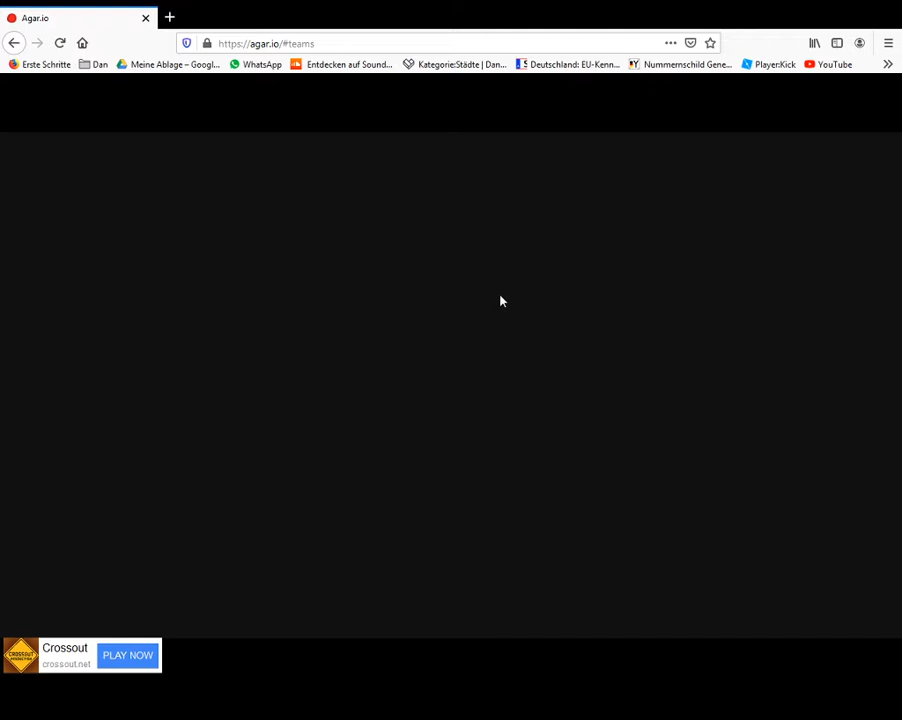 Agar.io
https://agar.io/#teams
Erste Schritte Dan Meine Ablage – Googl... WhatsApp Entdecken auf Sound... Kategorie:Städte | Dan... Deutschland: EU-Kenn... Nummernschild Gene... Player:Kick YouTube
Crossout
crossout.net
PLAY NOW